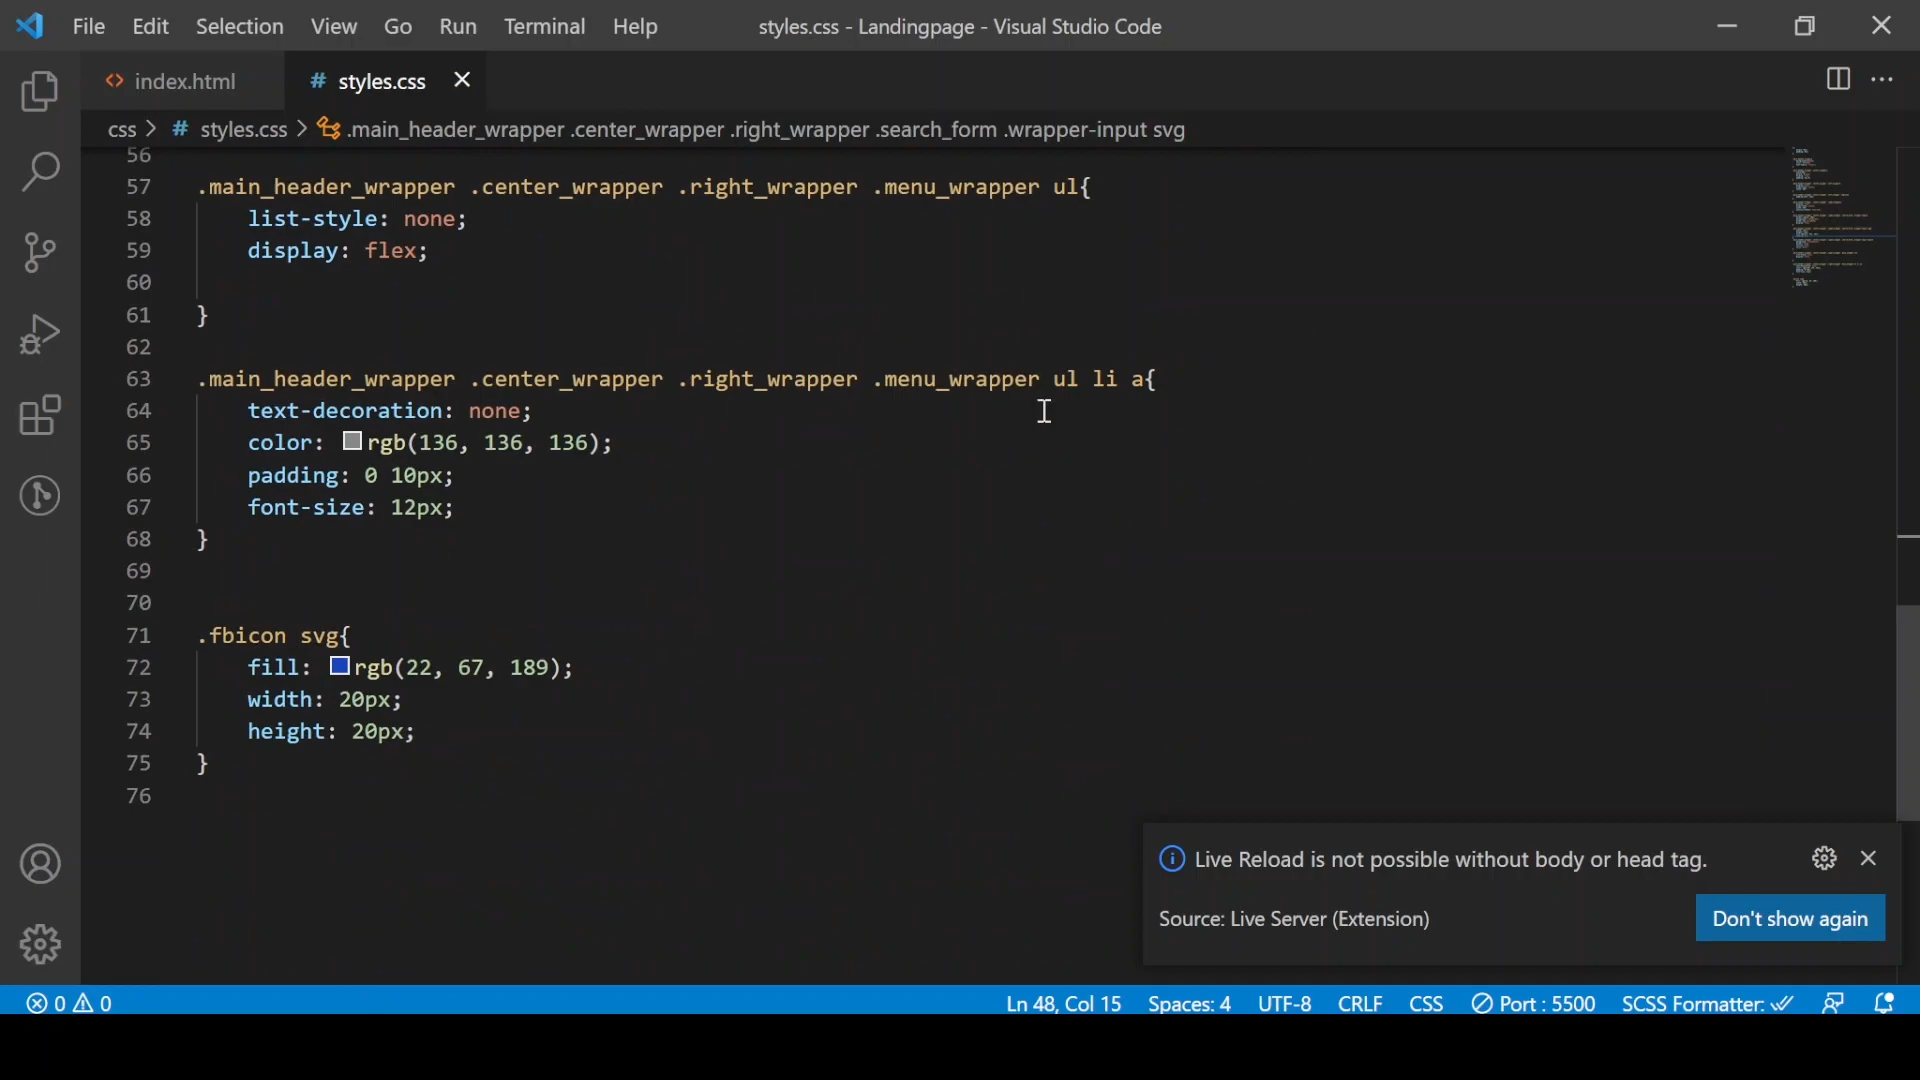 File Edit Selection View Go Run Terminal Help styles.css - Landingpage - Visual Studio Code
<> index.html # styles.css
css > # styles.css > .main_header_wrapper .center_wrapper .right_wrapper .search_form .wrapper-input svg
56
57 .main_header_wrapper .center_wrapper .right_wrapper .menu_wrapper ul{
58 list-style: none;
59 display: flex;
60
61 }
62
63 .main_header_wrapper .center_wrapper .right_wrapper .menu_wrapper ul li a{
64 text-decoration: none;
65 color: rgb(136, 136, 136);
66 padding: 0 10px;
67 font-size: 12px;
68 }
69
70
71 .fbicon svg{
72 fill: rgb(22, 67, 189);
73 width: 20px;
74 height: 20px;
75 }
76
Live Reload is not possible without body or head tag.
Source: Live Server (Extension) Don't show again
0 0 Ln 48, Col 15 Spaces: 4 UTF-8 CRLF CSS Port : 5500 SCSS Formatter: